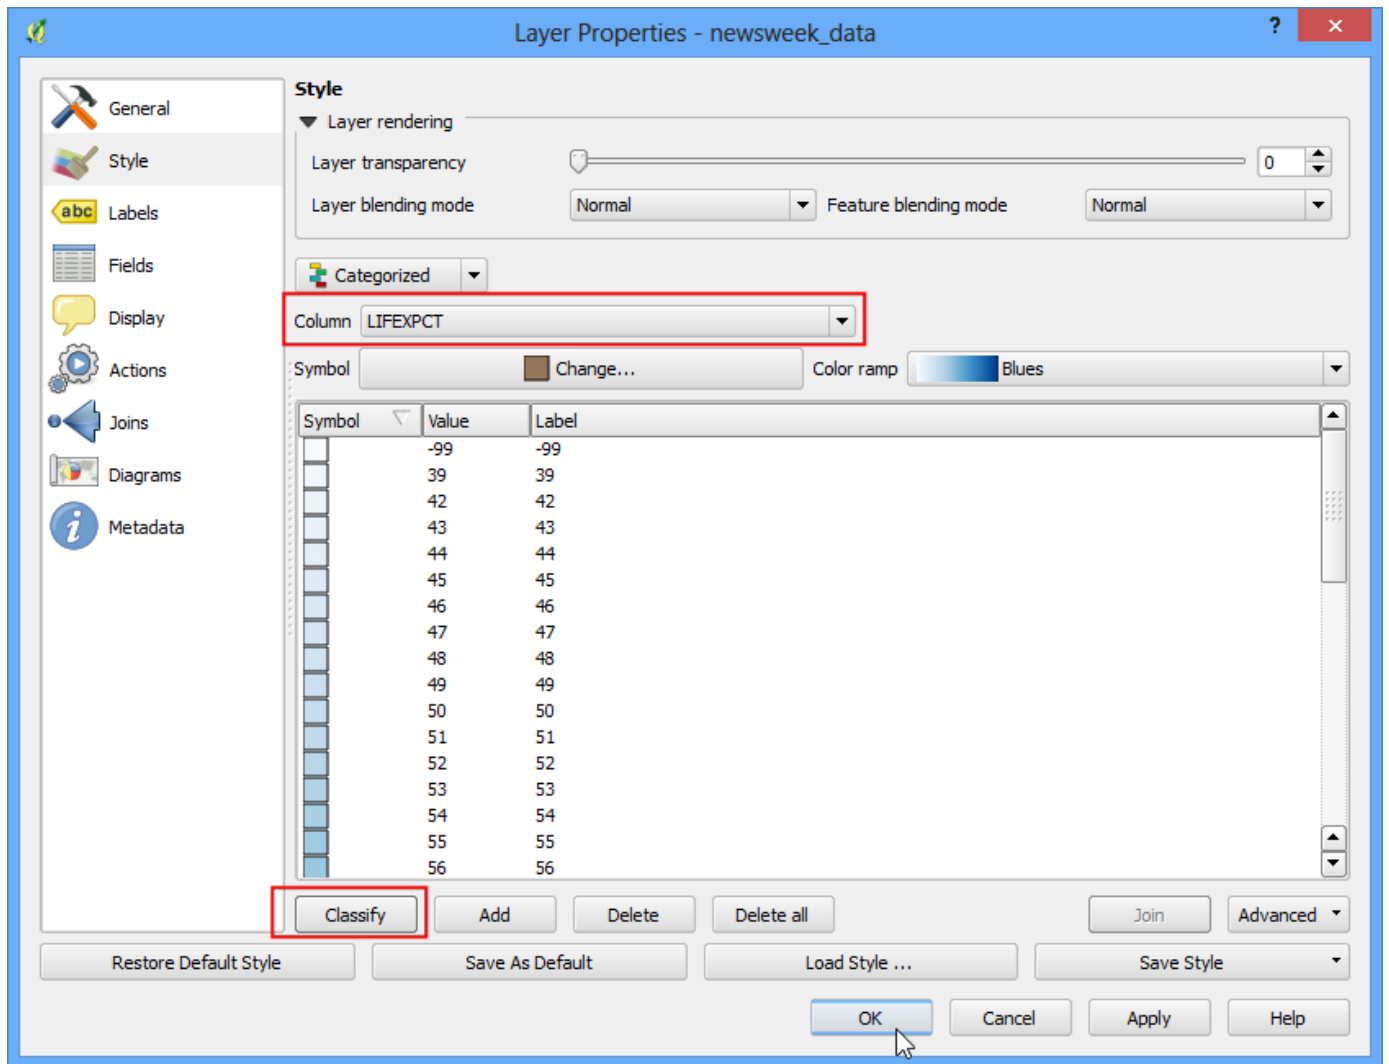 Layer Properties - newsweek_data
?
General
Style
abc Labels
Fields
Display
Actions
Joins
Diagrams
i Metadata
Style
Layer rendering
Layer transparency 0
Layer blending mode Normal Feature blending mode Normal
Categorized
Column LIFEXPCT
Symbol Change... Color ramp Blues
Symbol Value Label
-99 -99
39 39
42 42
43 43
44 44
45 45
46 46
47 47
48 48
49 49
50 50
51 51
52 52
53 53
54 54
55 55
56 56
Classify Add Delete Delete all Join Advanced
Restore Default Style Save As Default Load Style ... Save Style
OK Cancel Apply Help